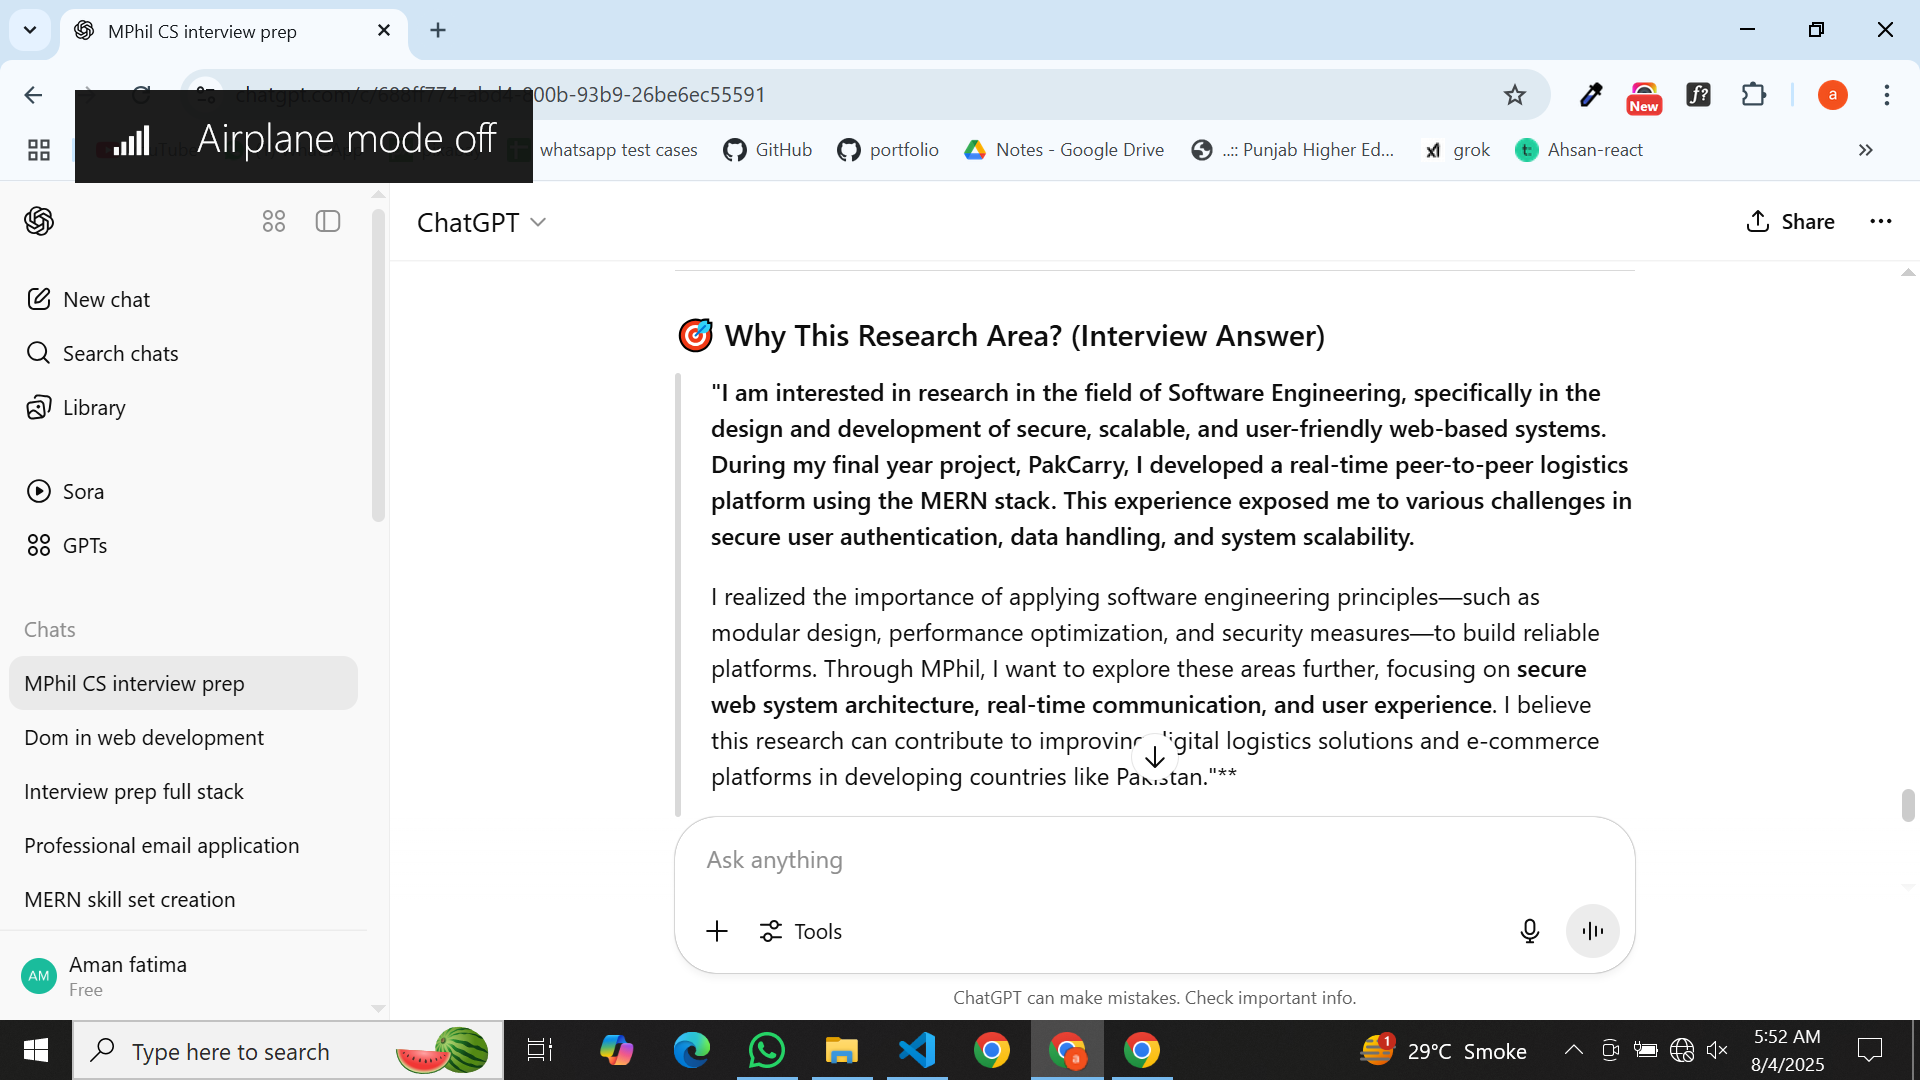 MPhil CS interview prep
chatgpt.com/c/688ff774-abd4-800b-93b9-26be6ec55591
New
f?
a
Airplane mode off
whatsapp test cases
GitHub
portfolio
Notes - Google Drive
..:: Punjab Higher Ed...
grok
Ahsan-react
ChatGPT
Share
New chat
Search chats
Library
Sora
GPTs
Chats
MPhil CS interview prep
Dom in web development
Interview prep full stack
Professional email application
MERN skill set creation
AM
Aman fatima
Free
🎯 Why This Research Area? (Interview Answer)
"I am interested in research in the field of Software Engineering, specifically in the
design and development of secure, scalable, and user-friendly web-based systems.
During my final year project, PakCarry, I developed a real-time peer-to-peer logistics
platform using the MERN stack. This experience exposed me to various challenges in
secure user authentication, data handling, and system scalability.
I realized the importance of applying software engineering principles—such as
modular design, performance optimization, and security measures—to build reliable
platforms. Through MPhil, I want to explore these areas further, focusing on secure
web system architecture, real-time communication, and user experience. I believe
this research can contribute to improving digital logistics solutions and e-commerce
platforms in developing countries like Pakistan."**
Ask anything
Tools
ChatGPT can make mistakes. Check important info.
Type here to search
a
1
29°C Smoke
5:52 AM
8/4/2025